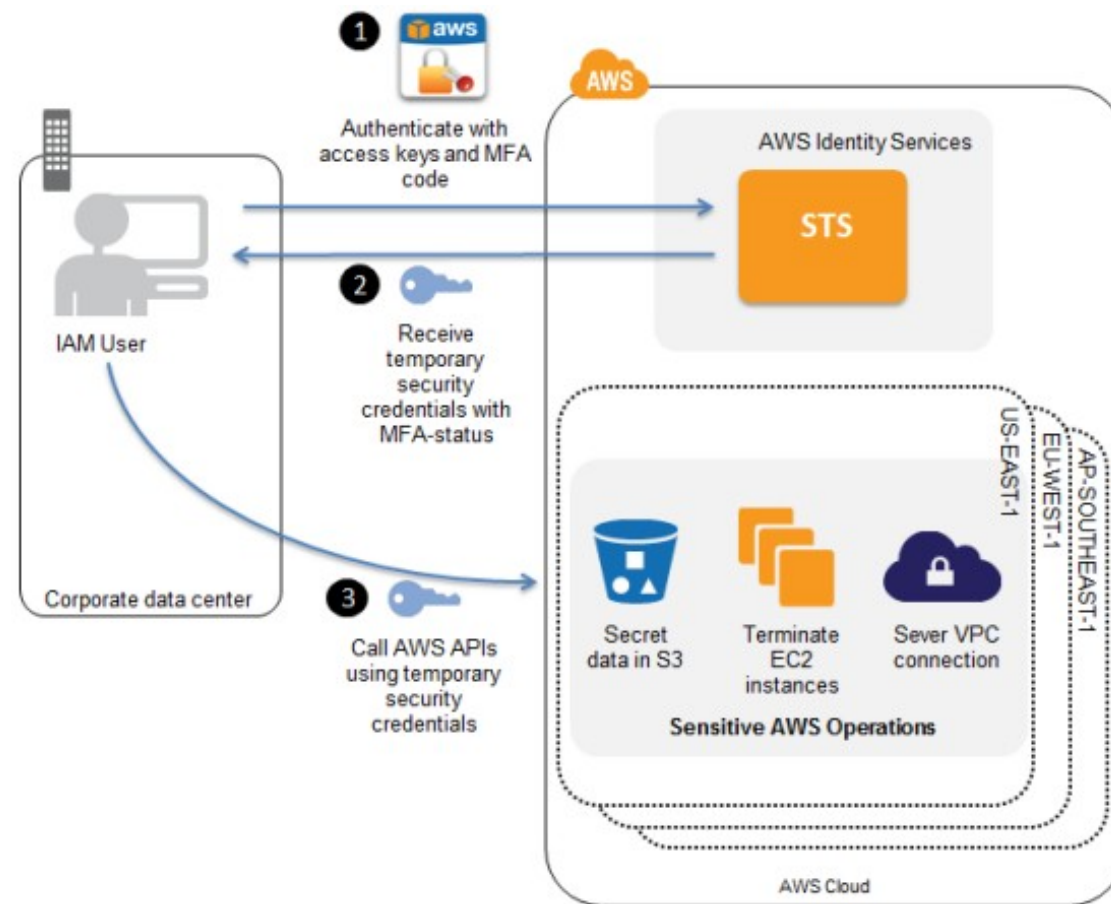 1
aws
Authenticate with
access keys and MFA
code
AWS
AWS Identity Services
STS
IAM User
2
Receive
temporary
security
credentials with
MFA-status
Corporate data center
3
Call AWS APIs
using temporary
security
credentials
US-EAST-1
EU-WEST-1
AP-SOUTHEAST-1
Secret
data in S3
Terminate
EC2
instances
Sever VPC
connection
Sensitive AWS Operations
AWS Cloud